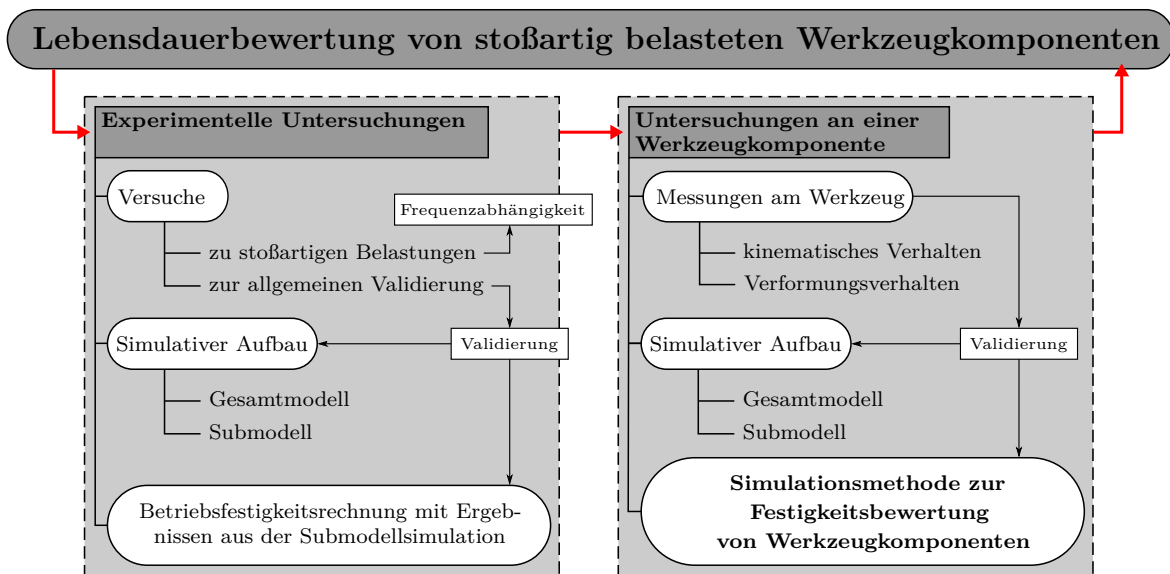 Lebensdauerbewertung von stoßartig belasteten Werkzeugkomponenten
Experimentelle Untersuchungen
Versuche
Frequenzabhängigkeit
zu stoßartigen Belastungen
zur allgemeinen Validierung
Simulativer Aufbau
Validierung
Gesamtmodell
Submodell
Betriebsfestigkeitsrechnung mit Ergeb-
nissen aus der Submodellsimulation
Untersuchungen an einer
Werkzeugkomponente
Messungen am Werkzeug
kinematisches Verhalten
Verformungsverhalten
Simulativer Aufbau
Validierung
Gesamtmodell
Submodell
Simulationsmethode zur
Festigkeitsbewertung
von Werkzeugkomponenten